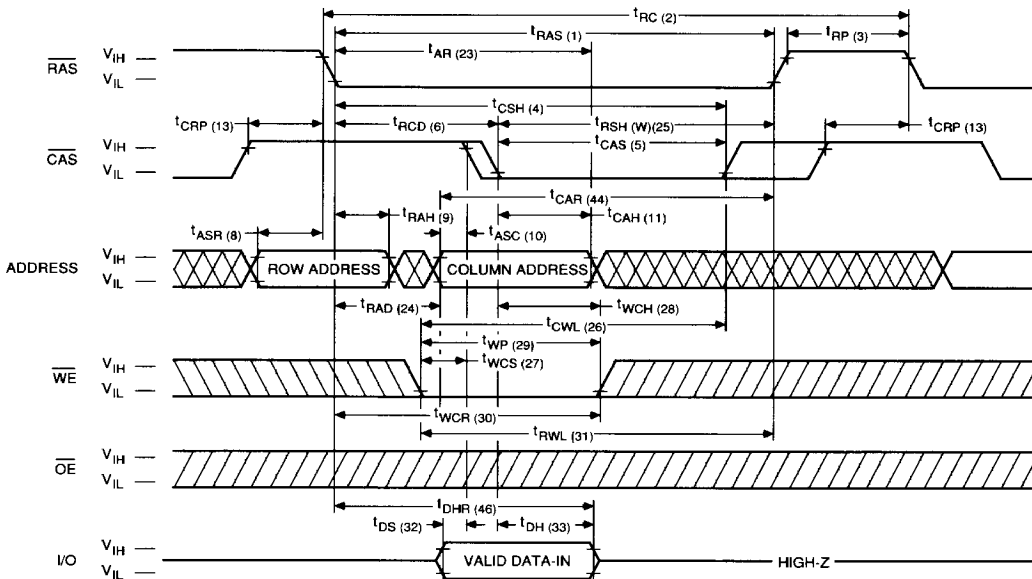 tRC (2)
tRAS (1)
tRP (3)
tAR (23)
RAS
VIH
VIL
tCSH (4)
tCRP (13)
tRCD (6)
tRSH (W)(25)
tCRP (13)
CAS
VIH
VIL
tCAS (5)
tCAR (44)
tRAH (9)
tCAH (11)
tASR (8)
tASC (10)
ADDRESS
VIH
VIL
ROW ADDRESS
COLUMN ADDRESS
tRAD (24)
tWCH (28)
tCWL (26)
tWP (29)
tWCS (27)
WE
VIH
VIL
tWCR (30)
tRWL (31)
OE
VIH
VIL
tDHR (46)
tDS (32)
tDH (33)
I/O
VIH
VIL
VALID DATA-IN
HIGH-Z